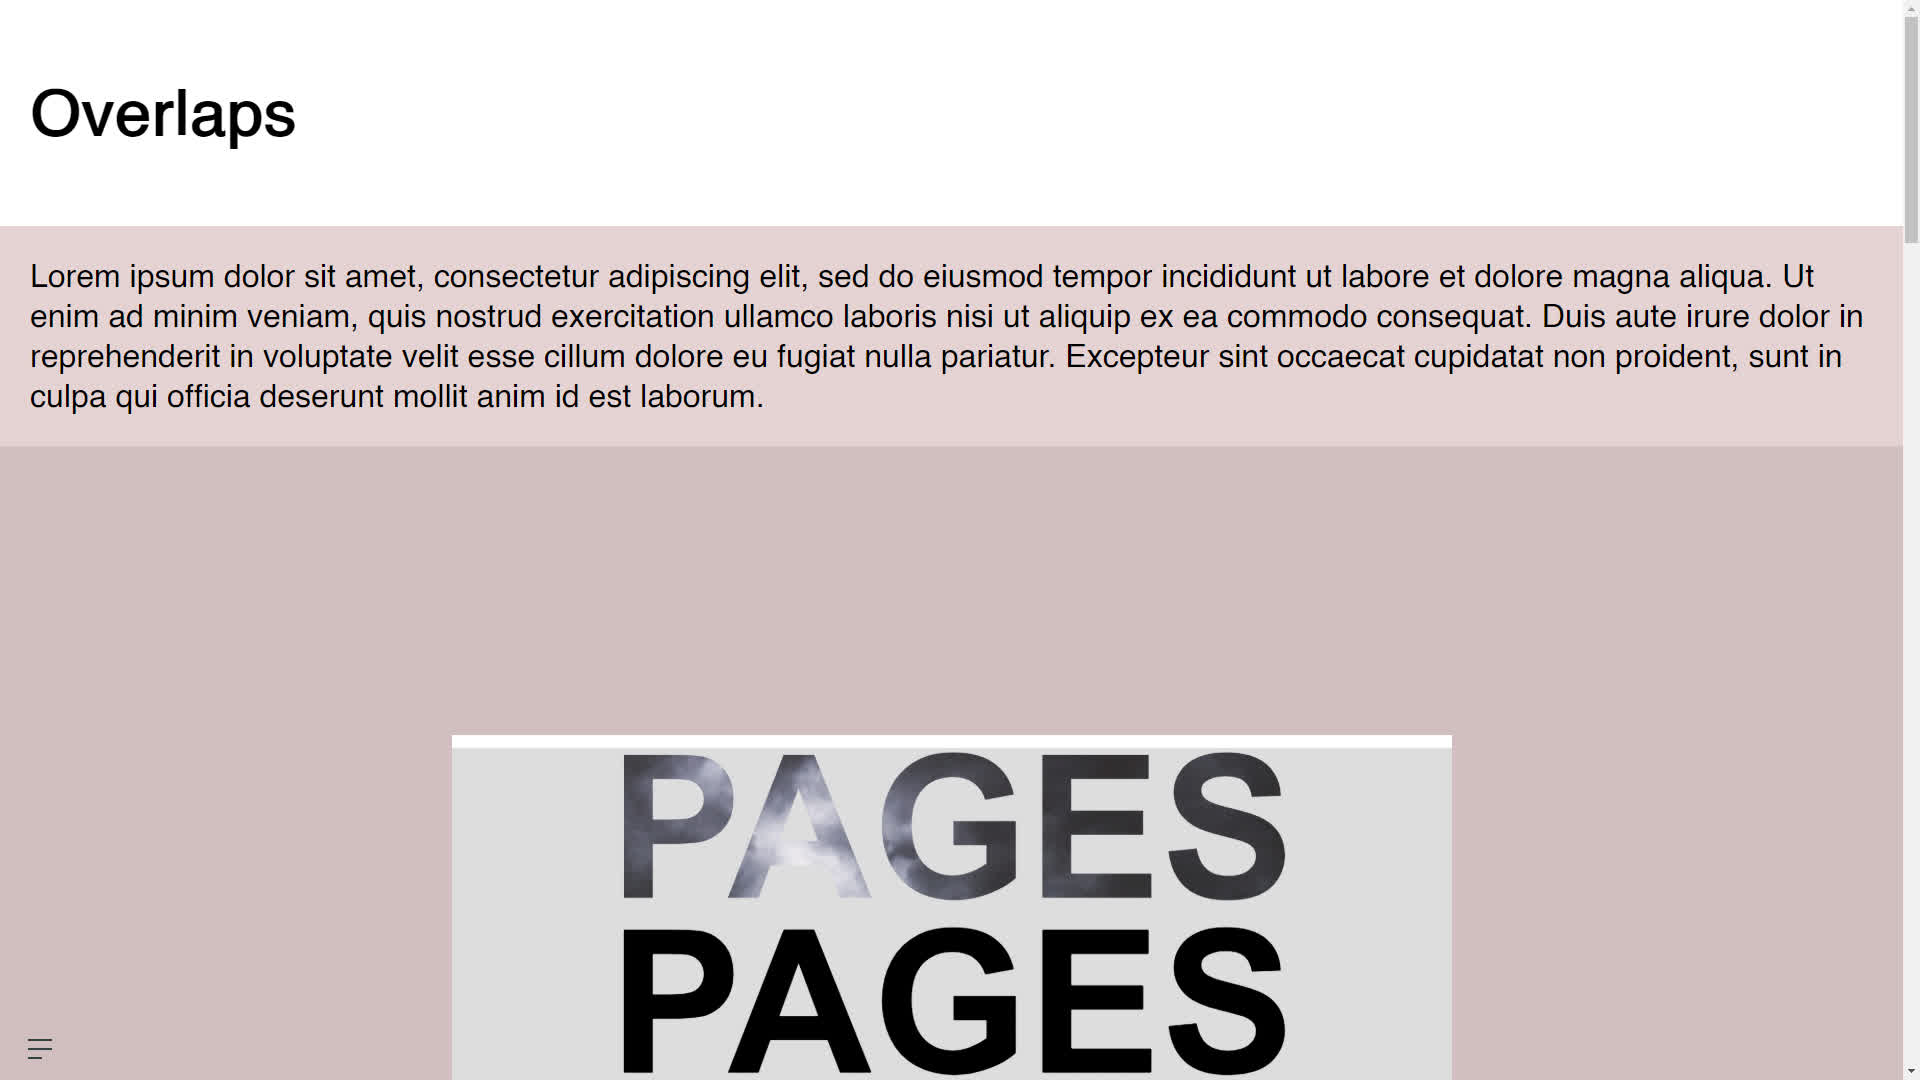 Overlaps
Lorem ipsum dolor sit amet, consectetur adipiscing elit, sed do eiusmod tempor incididunt ut labore et dolore magna aliqua. Ut
enim ad minim veniam, quis nostrud exercitation ullamco laboris nisi ut aliquip ex ea commodo consequat. Duis aute irure dolor in
reprehenderit in voluptate velit esse cillum dolore eu fugiat nulla pariatur. Excepteur sint occaecat cupidatat non proident, sunt in
culpa qui officia deserunt mollit anim id est laborum.
PAGES
PAGES